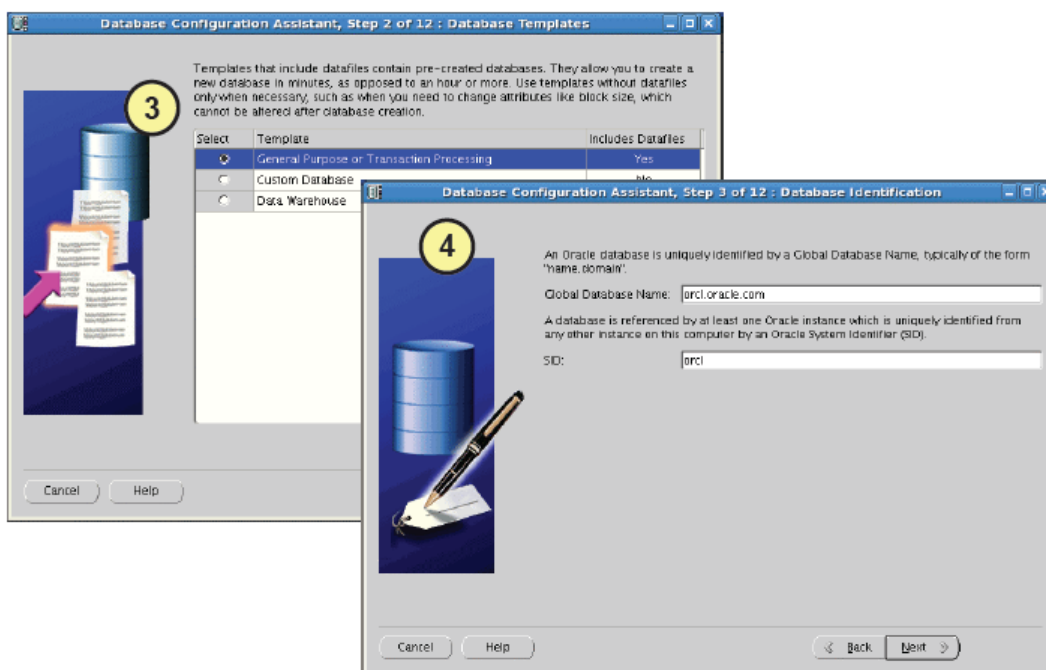 Database Configuration Assistant, Step 2 of 12 : Database Templates
3
Templates that include datafiles contain pre-created databases. They allow you to create a
new database in minutes, as opposed to an hour or more. Use templates without datafiles
only when necessary, such as when you need to change attributes like block size, which
cannot be altered after database creation.
Select Template Includes Datafiles
General Purpose or Transaction Processing Yes
Custom Database
Data Warehouse
Cancel Help
Database Configuration Assistant, Step 3 of 12 : Database Identification
4
An Oracle database is uniquely identified by a Global Database Name, typically of the form
"name.domain".
Global Database Name: orcl.oracle.com
A database is referenced by at least one Oracle instance which is uniquely identified from
any other instance on this computer by an Oracle System Identifier (SID).
SID: orcl
Cancel Help Back Next